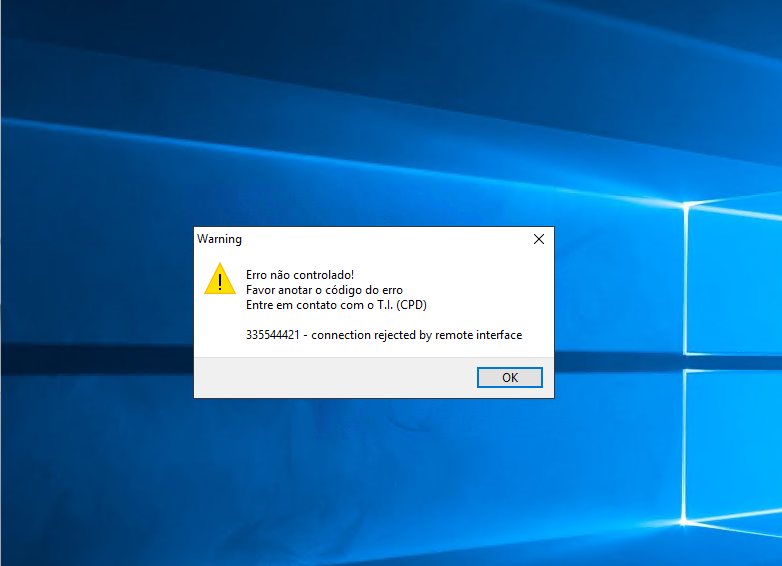 Warning
Erro não controlado!
Favor anotar o código do erro
Entre em contato com o T.I. (CPD)
335544421 - connection rejected by remote interface
OK